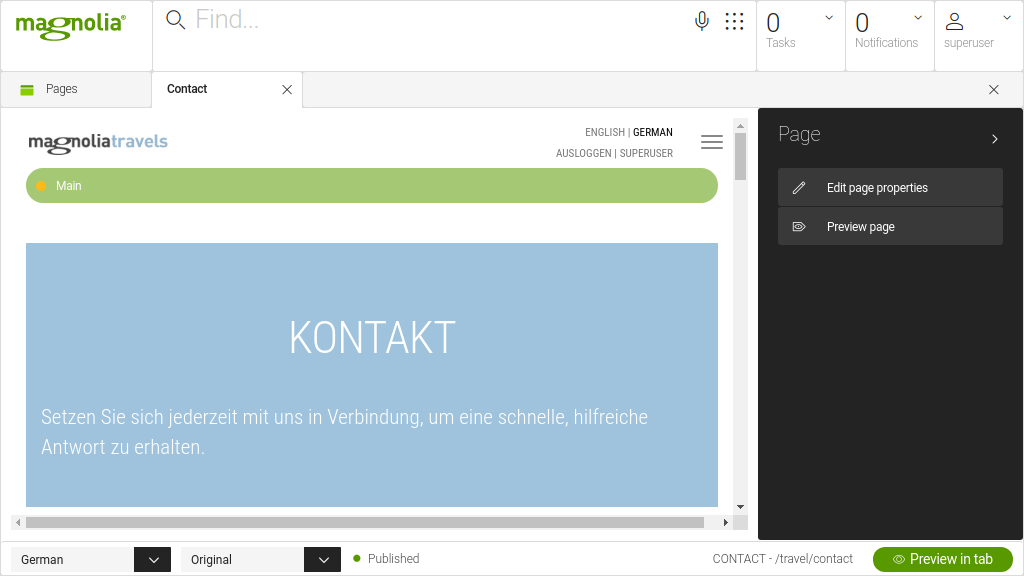 magnolia®
Find...
0
Tasks
0
Notifications
superuser
Pages
Contact
magnoliatravels
ENGLISH | GERMAN
AUSLOGGEN | SUPERUSER
Main
KONTAKT
Setzen Sie sich jederzeit mit uns in Verbindung, um eine schnelle, hilfreiche
Antwort zu erhalten.
Page
Edit page properties
Preview page
German
Original
Published
CONTACT - /travel/contact
Preview in tab